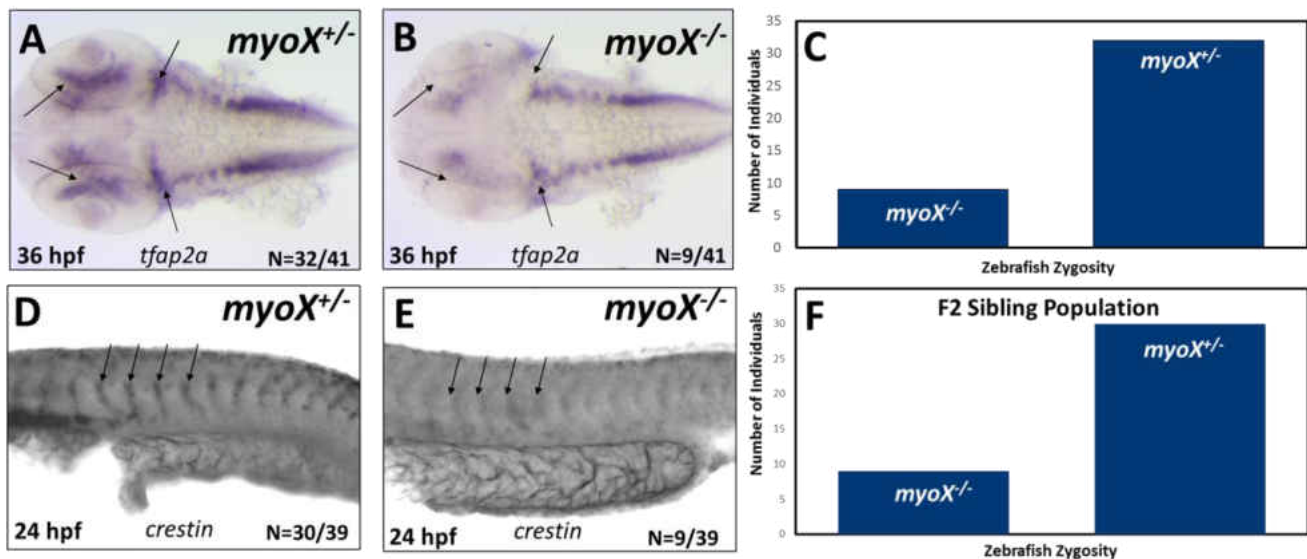 A
myoX+/-
36 hpf
tfap2a
N=32/41
B
myoX-/-
36 hpf
tfap2a
N=9/41
C
Number of Individuals
35
30
25
20
15
10
5
0
myoX-/-
myoX+/-
Zebrafish Zygosity
D
myoX+/-
24 hpf
crestin
N=30/39
E
myoX-/-
24 hpf
crestin
N=9/39
F
F2 Sibling Population
Number of Individuals
35
30
25
20
15
10
5
0
myoX-/-
myoX+/-
Zebrafish Zygosity